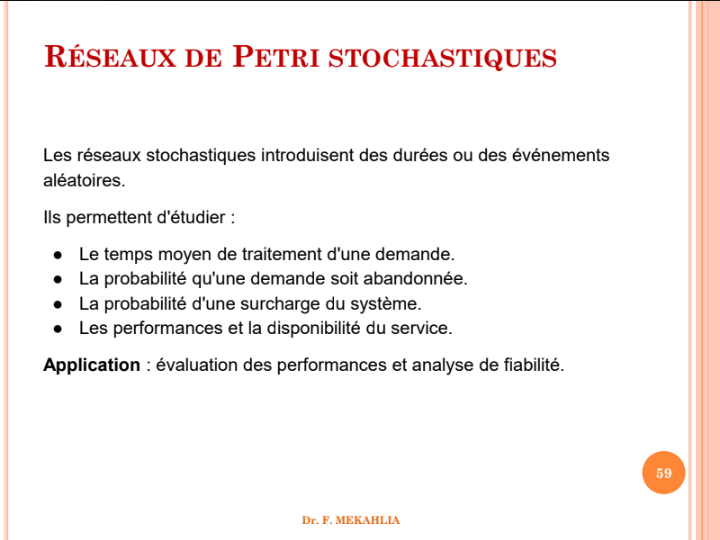 RÉSEAUX DE PETRI STOCHASTIQUES
Les réseaux stochastiques introduisent des durées ou des événements
aléatoires.
Ils permettent d'étudier :
● Le temps moyen de traitement d'une demande.
● La probabilité qu'une demande soit abandonnée.
● La probabilité d'une surcharge du système.
● Les performances et la disponibilité du service.
Application : évaluation des performances et analyse de fiabilité.
59
Dr. F. MEKAHLIA